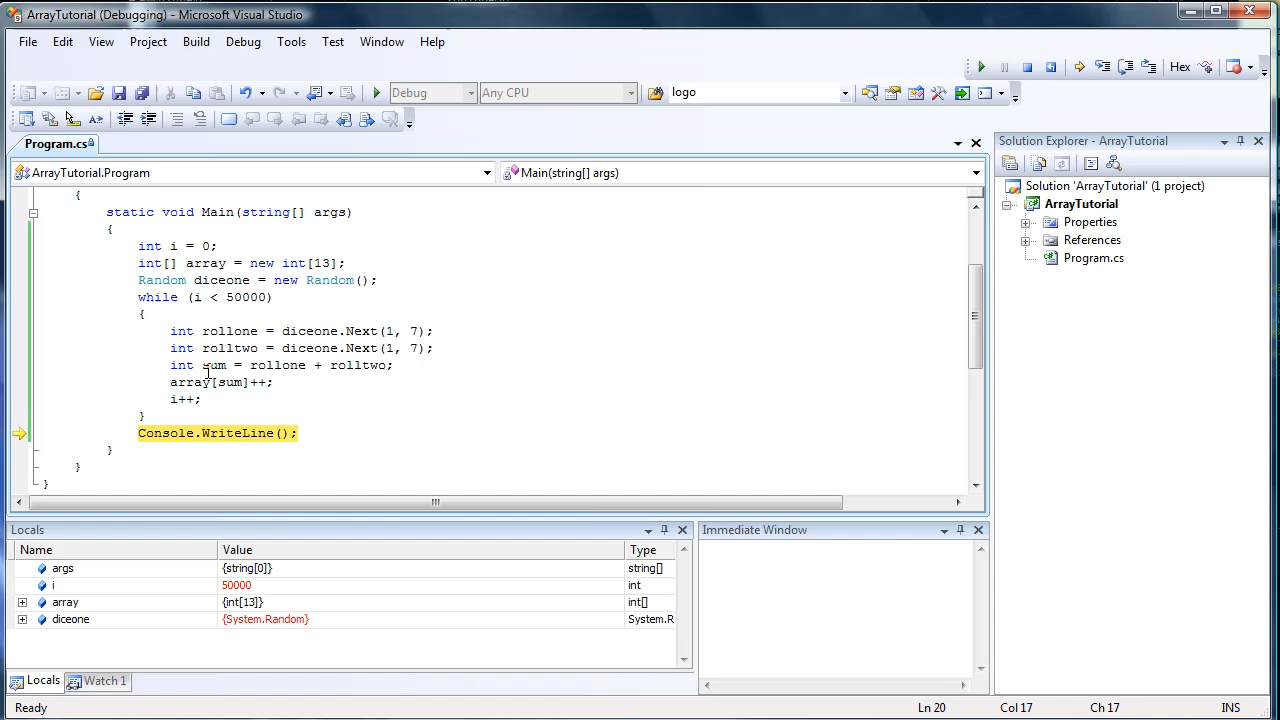 ArrayTutorial (Debugging) - Microsoft Visual Studio
File Edit View Project Build Debug Tools Test Window Help
Hex
Debug Any CPU logo
Program.cs
ArrayTutorial.Program Main(string[] args)
{
static void Main(string[] args)
{
int i = 0;
int[] array = new int[13];
Random diceone = new Random();
while (i < 50000)
{
int rollone = diceone.Next(1, 7);
int rolltwo = diceone.Next(1, 7);
int sum = rollone + rolltwo;
array[sum]++;
i++;
}
Console.WriteLine();
}
}
}
Solution Explorer - ArrayTutorial
Solution 'ArrayTutorial' (1 project)
ArrayTutorial
Properties
References
Program.cs
Locals
Name Value Type
args {string[0]} string[]
i 50000 int
array {int[13]} int[]
diceone {System.Random} System.R
Locals Watch 1
Immediate Window
Ready Ln 20 Col 17 Ch 17 INS